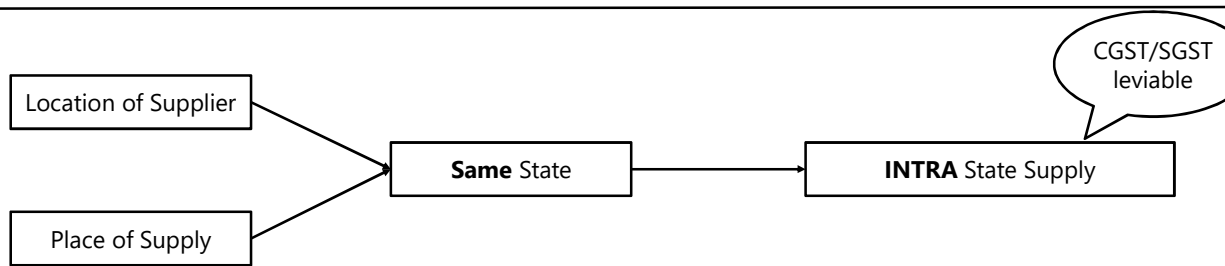 CGST/SGST
leviable
Location of Supplier
Same State
INTRA State Supply
Place of Supply